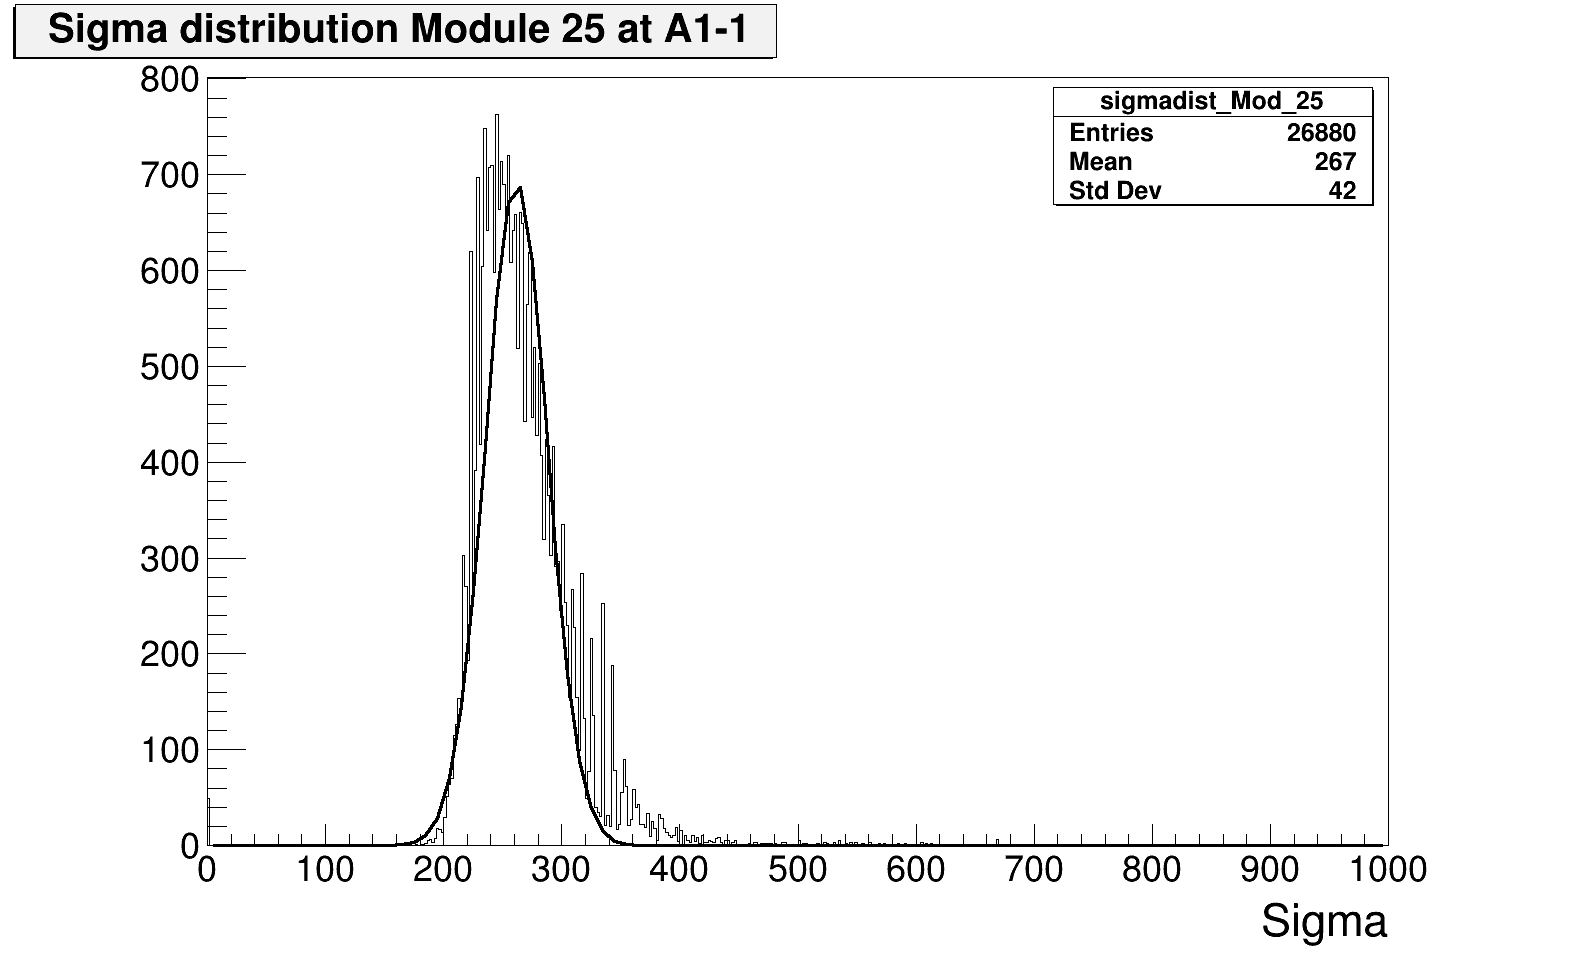 Sigma distribution Module 25 at A1-1
sigmadist_Mod_25
Entries 26880
Mean 267
Std Dev 42
800
700
600
500
400
300
200
100
0
0 100 200 300 400 500 600 700 800 900 1000
Sigma